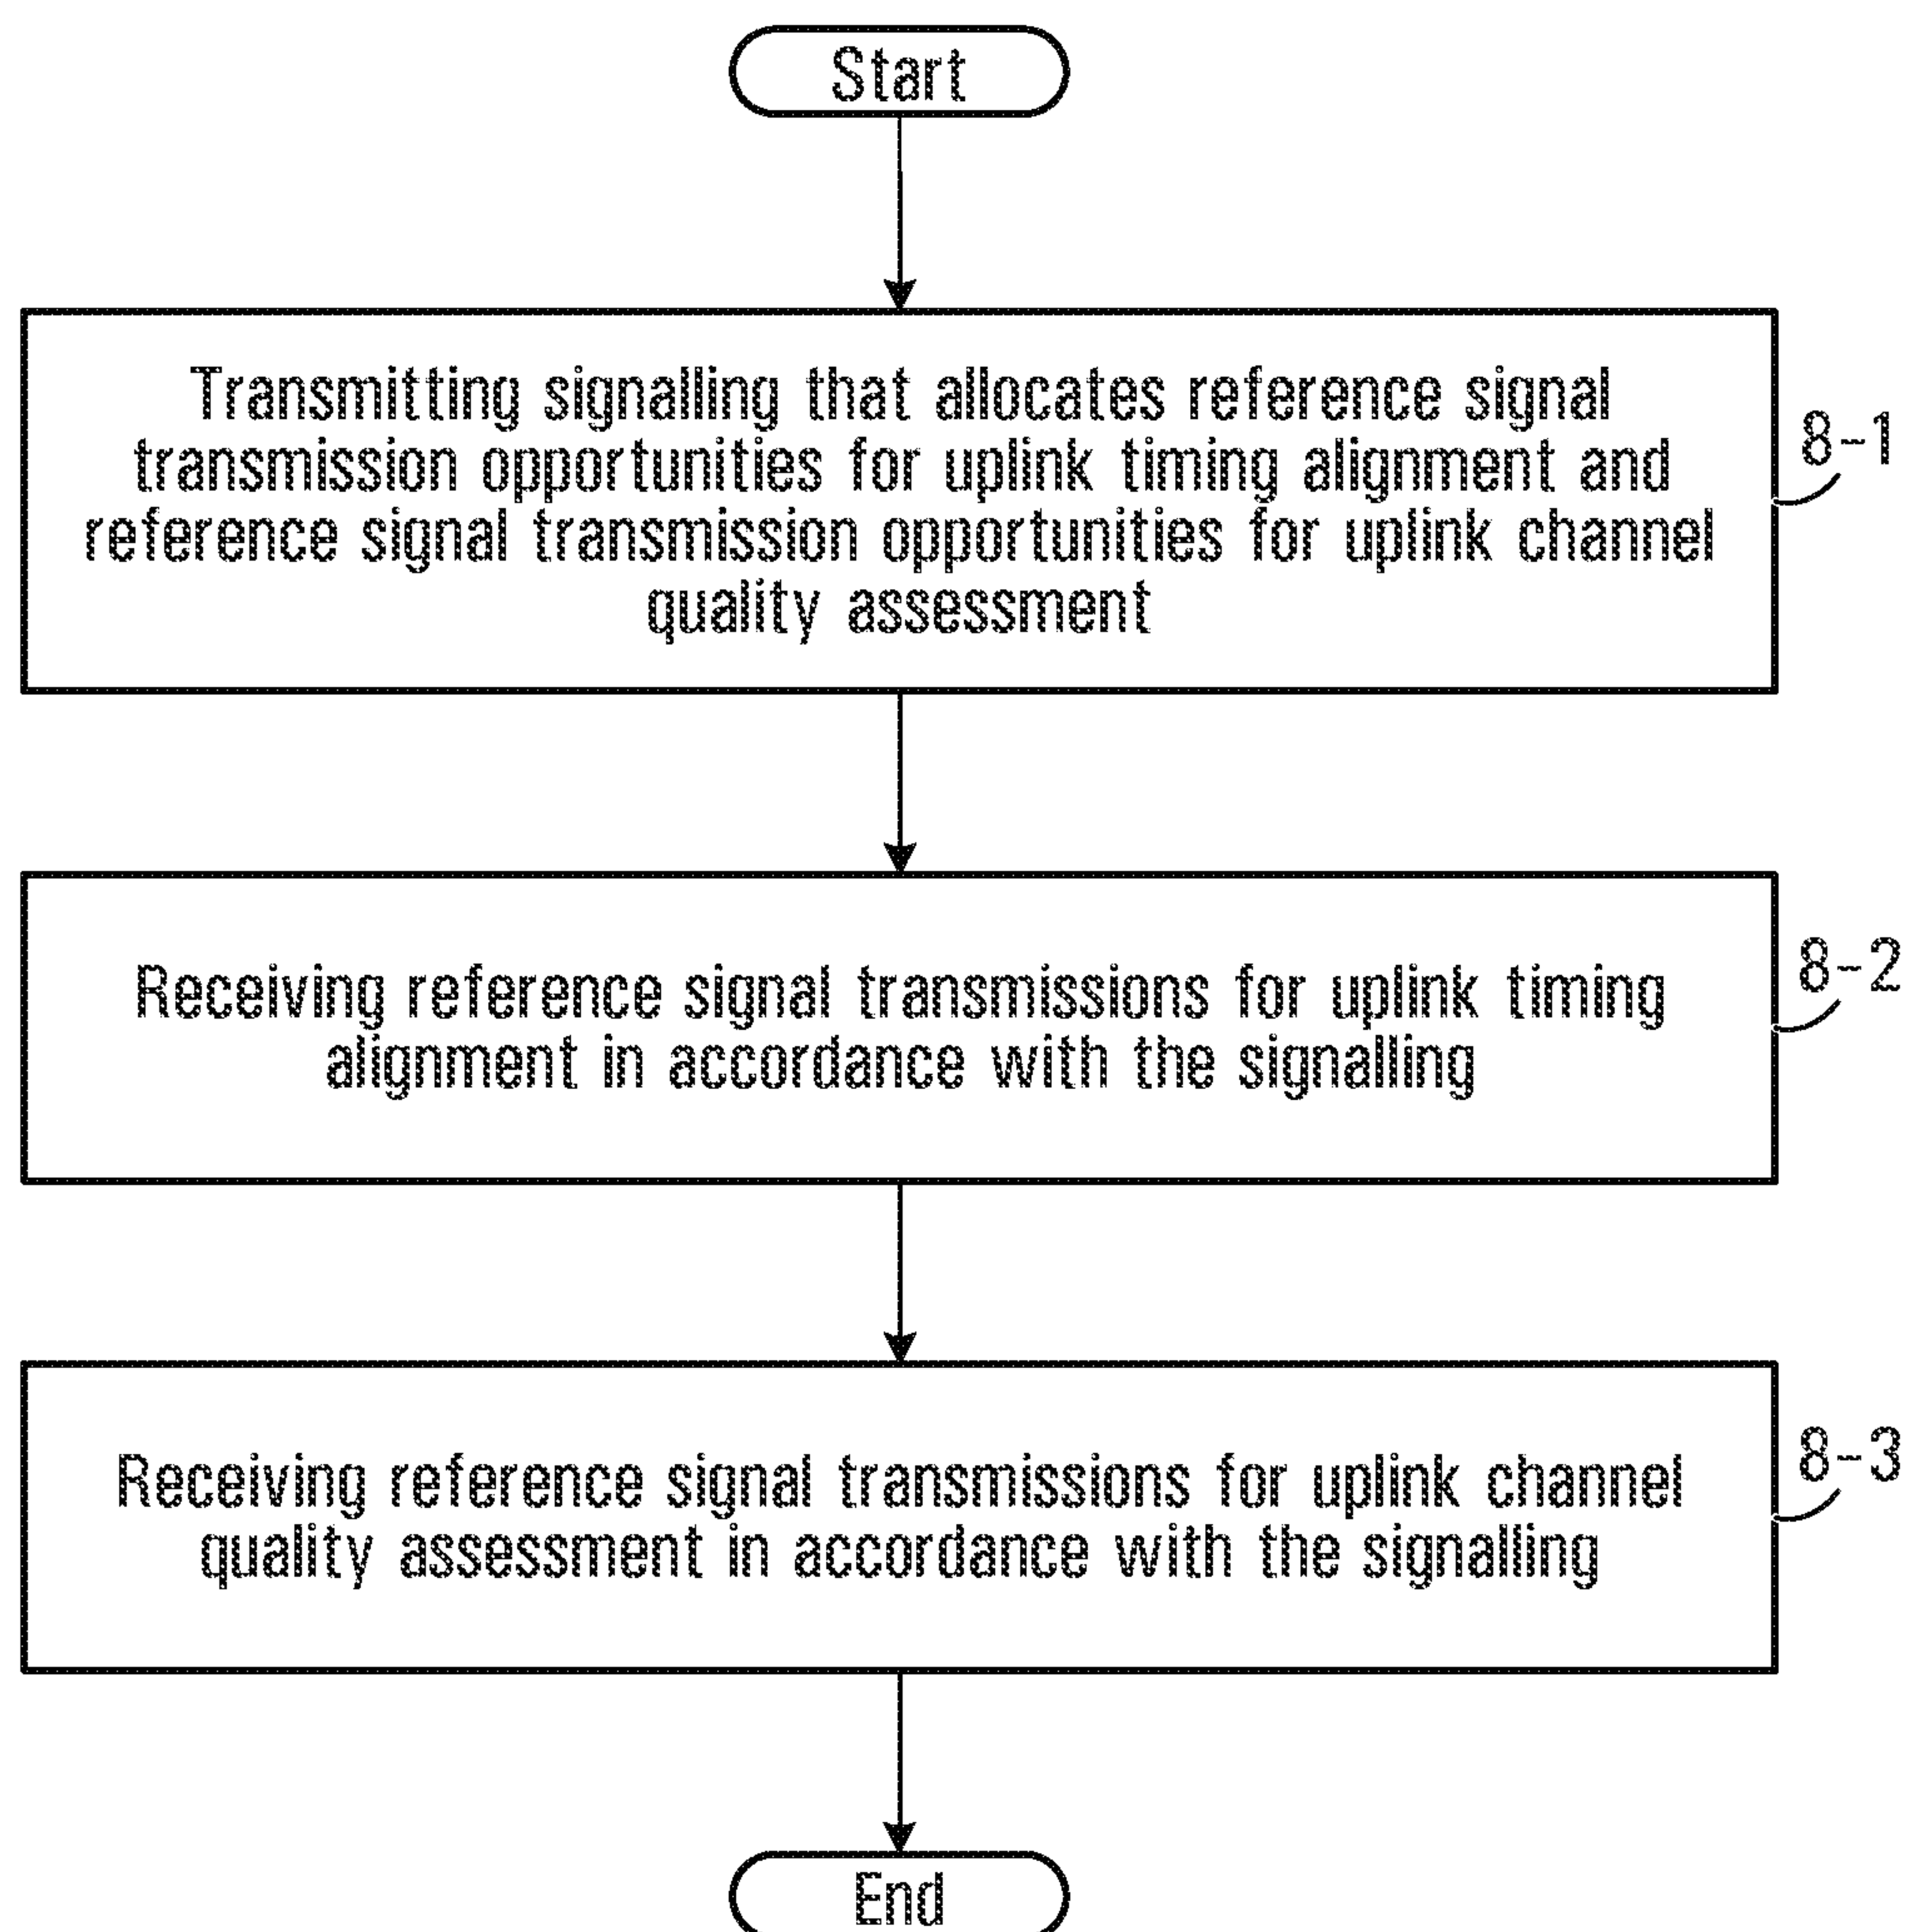 Start
Transmitting signalling that allocates reference signal
transmission opportunities for uplink timing alignment and
reference signal transmission opportunities for uplink channel
quality assessment
8-1
Receiving reference signal transmissions for uplink timing
alignment in accordance with the signalling
8-2
Receiving reference signal transmissions for uplink channel
quality assessment in accordance with the signalling
8-3
End